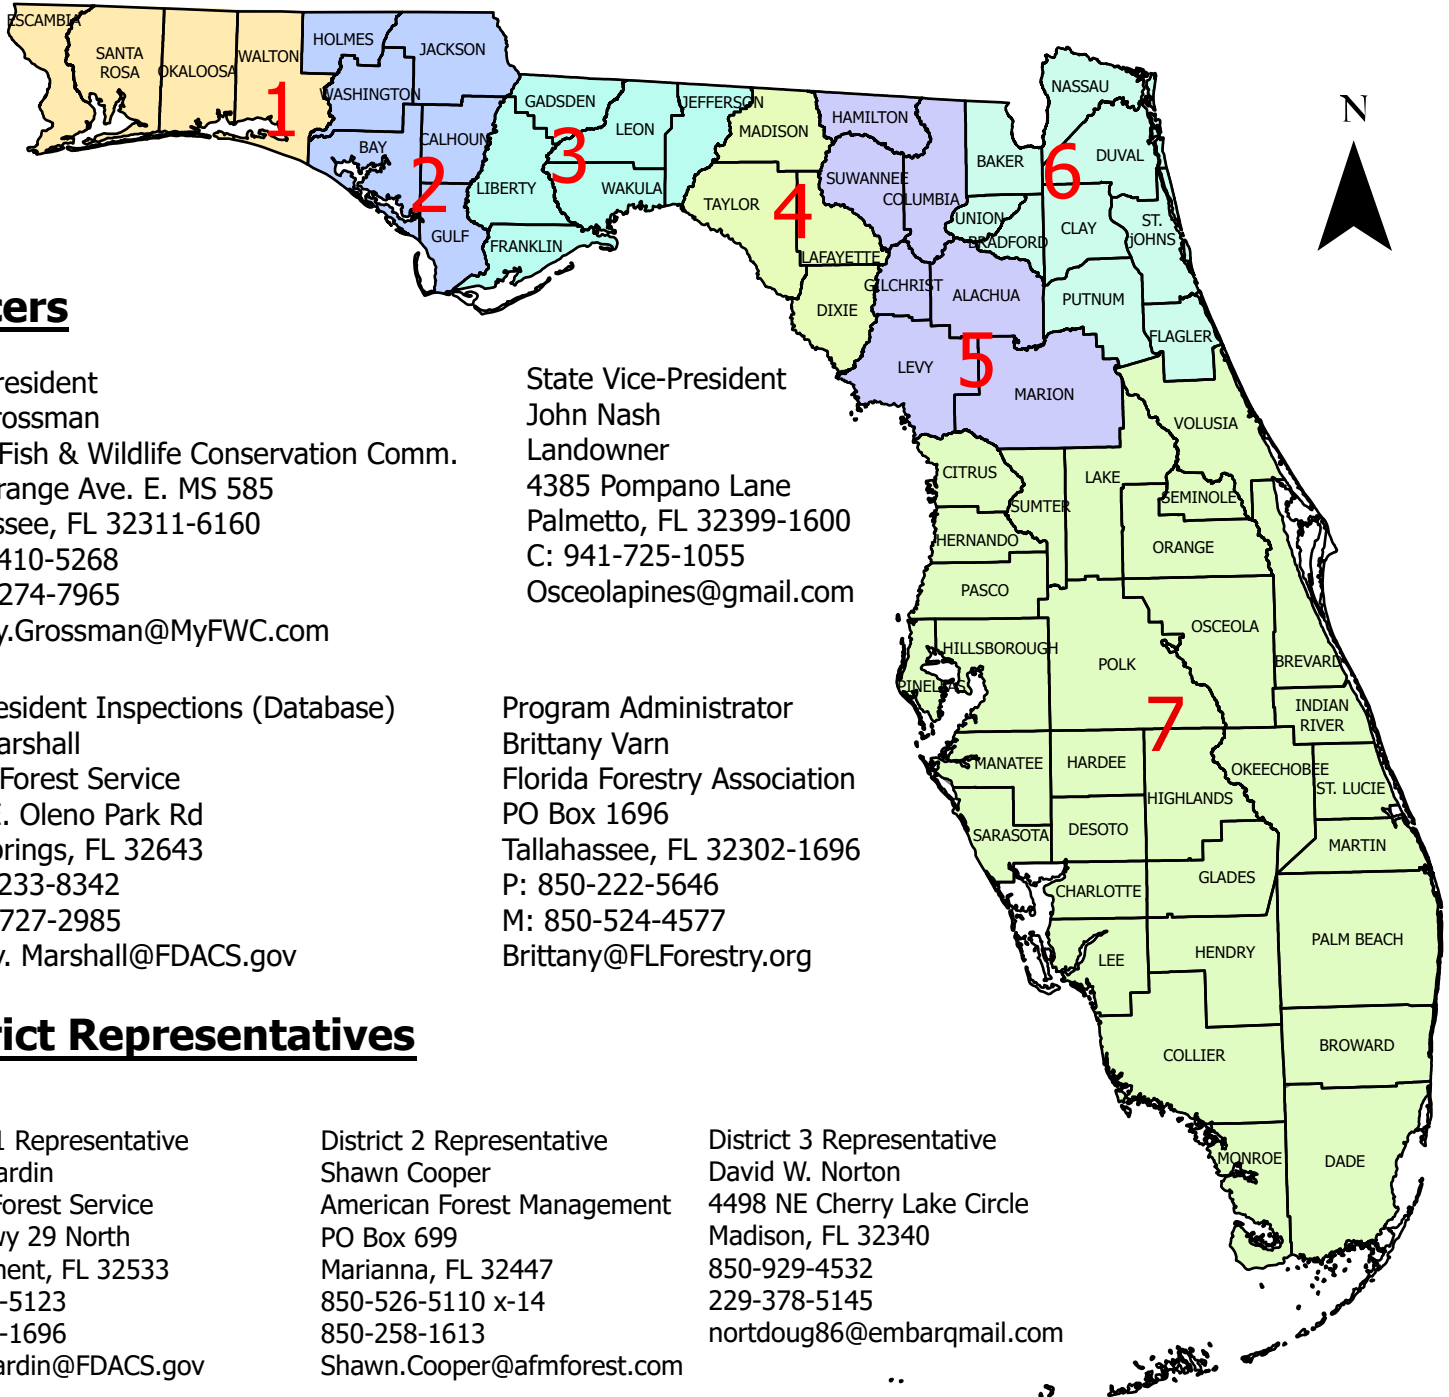 ESCAMBIA
SANTA
ROSA
OKALOOSA
WALTON
HOLMES
JACKSON
WASHINGTON
BAY
CALHOUN
GULF
GADSDEN
LIBERTY
FRANKLIN
LEON
WAKULA
JEFFERSON
MADISON
TAYLOR
LAFAYETTE
DIXIE
HAMILTON
SUWANNEE
COLUMBIA
GILCHRIST
ALACHUA
LEVY
MARION
BAKER
UNION
BRADFORD
NASSAU
DUVAL
CLAY
ST.
JOHNS
PUTNUM
FLAGLER
VOLUSIA
CITRUS
SUMTER
LAKE
SEMINOLE
HERNANDO
ORANGE
PASCO
OSCEOLA
HILLSBOROUGH
POLK
BREVARD
PINELLAS
INDIAN
RIVER
MANATEE
HARDEE
OKEECHOBEE
ST. LUCIE
HIGHLANDS
SARASOTA
DESOTO
MARTIN
GLADES
CHARLOTTE
PALM BEACH
LEE
HENDRY
BROWARD
COLLIER
MONROE
DADE
1
2
3
4
5
6
7
N
cers
resident
rossman
Fish & Wildlife Conservation Comm.
range Ave. E. MS 585
ssee, FL 32311-6160
410-5268
274-7965
y.Grossman@MyFWC.com
State Vice-President
John Nash
Landowner
4385 Pompano Lane
Palmetto, FL 32399-1600
C: 941-725-1055
Osceolapines@gmail.com
esident Inspections (Database)
arshall
Forest Service
E. Oleno Park Rd
prings, FL 32643
233-8342
727-2985
y. Marshall@FDACS.gov
Program Administrator
Brittany Varn
Florida Forestry Association
PO Box 1696
Tallahassee, FL 32302-1696
P: 850-222-5646
M: 850-524-4577
Brittany@FLForestry.org
rict Representatives
1 Representative
ardin
Forest Service
wy 29 North
ment, FL 32533
-5123
-1696
ardin@FDACS.gov
District 2 Representative
Shawn Cooper
American Forest Management
PO Box 699
Marianna, FL 32447
850-526-5110 x-14
850-258-1613
Shawn.Cooper@afmforest.com
District 3 Representative
David W. Norton
4498 NE Cherry Lake Circle
Madison, FL 32340
850-929-4532
229-378-5145
nortdoug86@embarqmail.com